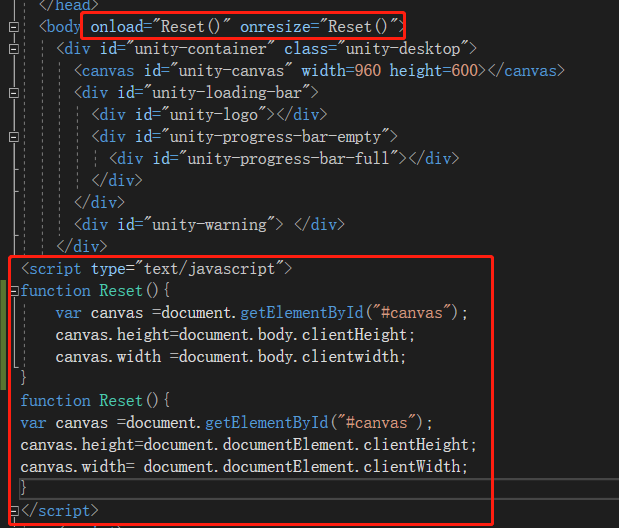 </head>
<body onload="Reset()" onresize="Reset()">
<div id="unity-container" class="unity-desktop">
<canvas id="unity-canvas" width=960 height=600></canvas>
<div id="unity-loading-bar">
<div id="unity-logo"></div>
<div id="unity-progress-bar-empty">
<div id="unity-progress-bar-full"></div>
</div>
</div>
<div id="unity-warning"> </div>
</div>
<script type="text/javascript">
function Reset(){
var canvas =document.getElementById("#canvas");
canvas.height=document.body.clientHeight;
canvas.width =document.body.clientwidth;
}
function Reset(){
var canvas =document.getElementById("#canvas");
canvas.height=document.documentElement.clientHeight;
canvas.width= document.documentElement.clientWidth;
}
</script>